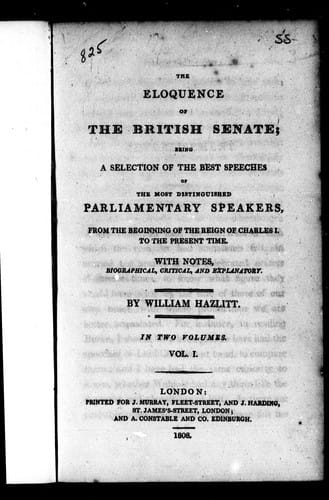 825
SS
THE
ELOQUENCE
OF
THE BRITISH SENATE;
BEING
A SELECTION OF THE BEST SPEECHES
OF
THE MOST DISTINGUISHED
PARLIAMENTARY SPEAKERS,
FROM THE BEGINNING OF THE REIGN OF CHARLES I.
TO THE PRESENT TIME.
WITH NOTES,
BIOGRAPHICAL, CRITICAL, AND EXPLANATORY.
BY WILLIAM HAZLITT.
IN TWO VOLUMES.
VOL. I.
LONDON:
PRINTED FOR J. MURRAY, FLEET-STREET, AND J. HARDING,
ST. JAMES'S-STREET, LONDON;
AND A. CONSTABLE AND CO. EDINBURGH.
1808.